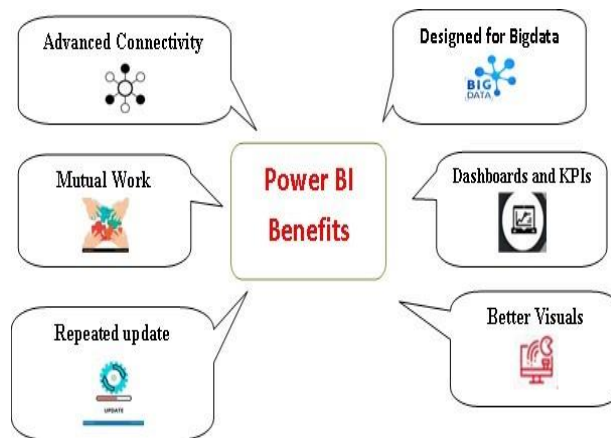 Advanced Connectivity
Designed for Bigdata
BIG
DATA
Mutual Work
Power BI
Benefits
Dashboards and KPIs
Repeated update
UPDATE
Better Visuals